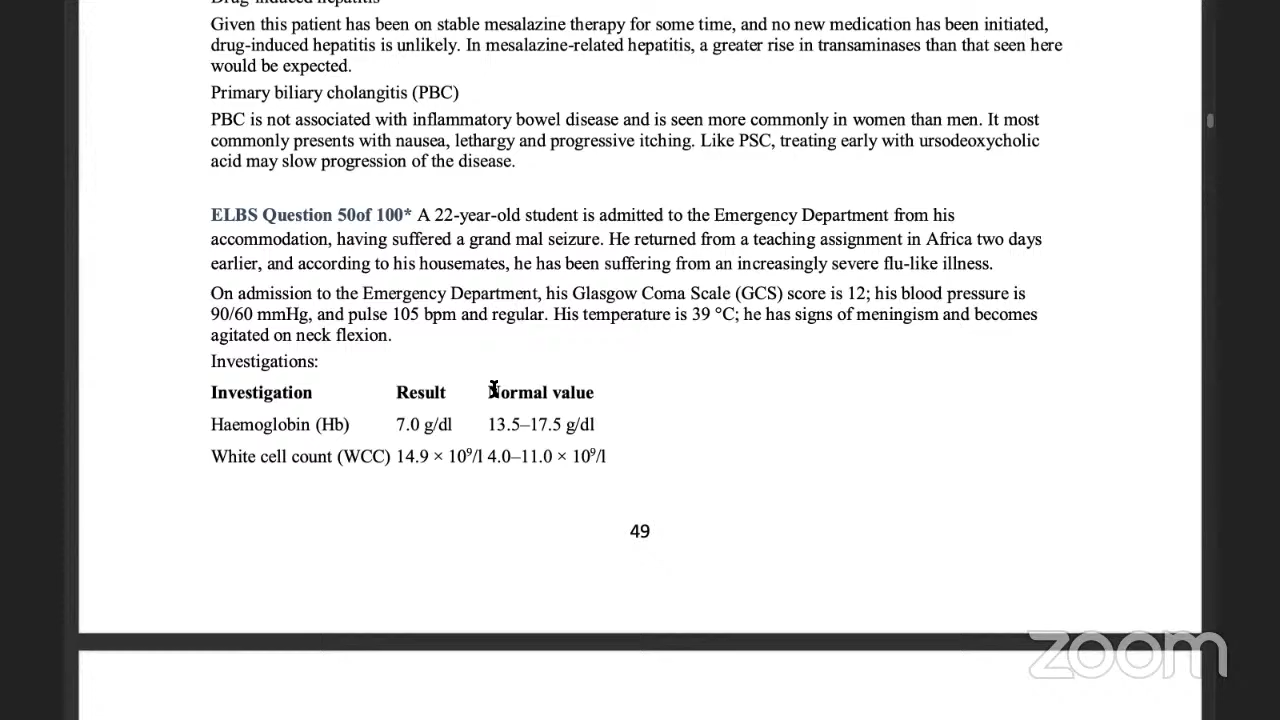 Drug-induced hepatitis
Given this patient has been on stable mesalazine therapy for some time, and no new medication has been initiated,
drug-induced hepatitis is unlikely. In mesalazine-related hepatitis, a greater rise in transaminases than that seen here
would be expected.
Primary biliary cholangitis (PBC)
PBC is not associated with inflammatory bowel disease and is seen more commonly in women than men. It most
commonly presents with nausea, lethargy and progressive itching. Like PSC, treating early with ursodeoxycholic
acid may slow progression of the disease.
ELBS Question 50of 100* A 22-year-old student is admitted to the Emergency Department from his
accommodation, having suffered a grand mal seizure. He returned from a teaching assignment in Africa two days
earlier, and according to his housemates, he has been suffering from an increasingly severe flu-like illness.
On admission to the Emergency Department, his Glasgow Coma Scale (GCS) score is 12; his blood pressure is
90/60 mmHg, and pulse 105 bpm and regular. His temperature is 39 °C; he has signs of meningism and becomes
agitated on neck flexion.
Investigations:
Investigation Result Normal value
Haemoglobin (Hb) 7.0 g/dl 13.5–17.5 g/dl
White cell count (WCC) 14.9 × 10⁹/l 4.0–11.0 × 10⁹/l
49
zoom